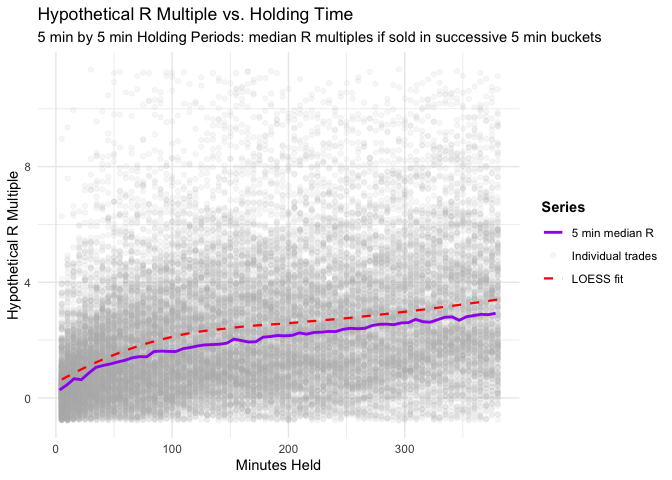 Hypothetical R Multiple vs. Holding Time
5 min by 5 min Holding Periods: median R multiples if sold in successive 5 min buckets
Hypothetical R Multiple
8
4
0
0
100
200
300
Minutes Held
Series
5 min median R
Individual trades
LOESS fit